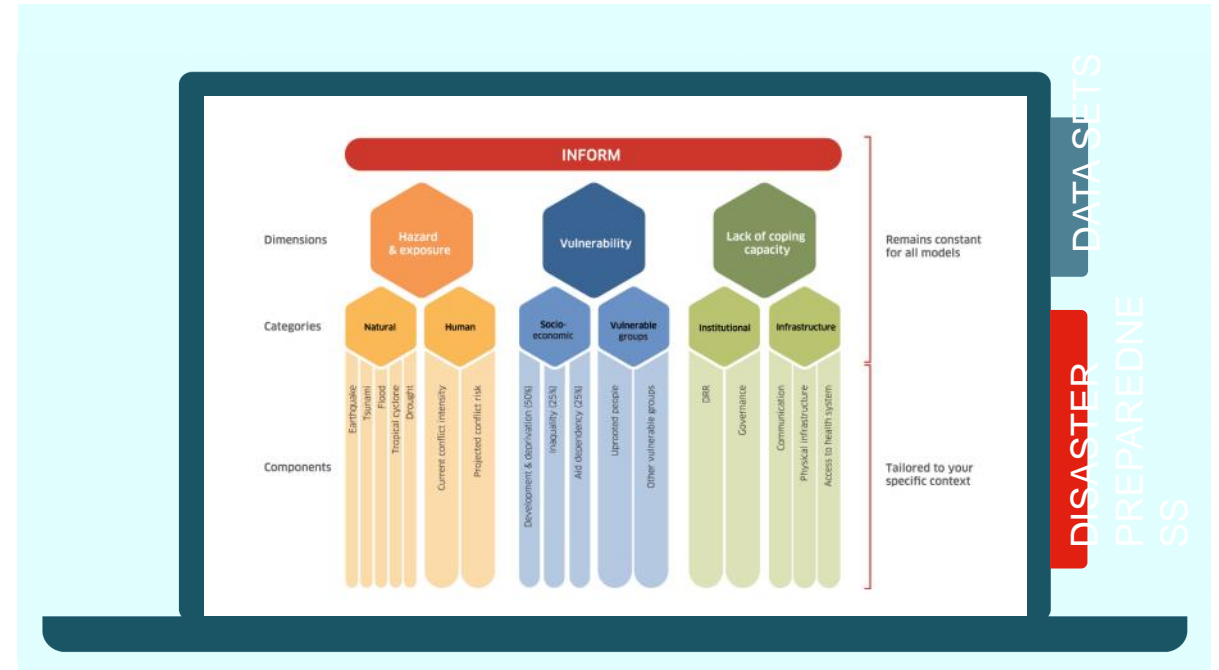 INFORM
Dimensions
Hazard
& exposure
Vulnerability
Lack of coping
capacity
Remains constant
for all models
Categories
Natural
Human
Socio-
economic
Vulnerable
groups
Institutional
Infrastructure
Components
Earthquake
Tsunami
Flood
Tropical cyclone
Drought
Current conflict intensity
Projected conflict risk
Development & deprivation (50%)
Inaquality (25%)
Aid dependency (25%)
Uprooted people
Other vulnerable groups
DRR
Governance
Communication
Physical infrastructure
Access to health system
Tailored to your
specific context
DATA SETS
DISASTER
PREPAREDNE
SS